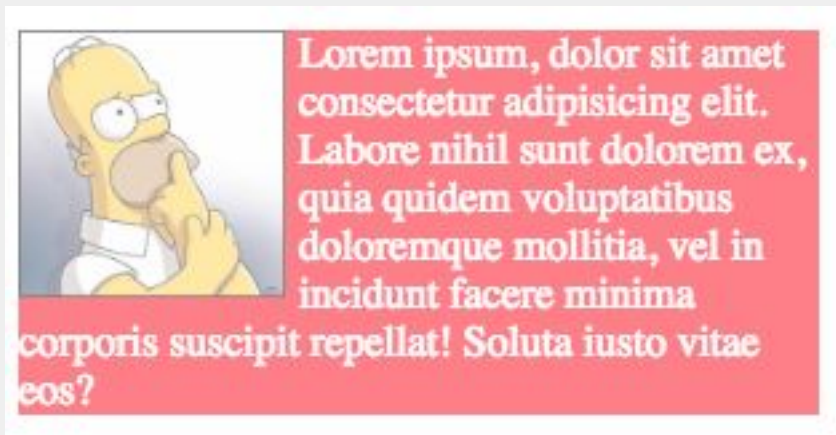 Lorem ipsum, dolor sit amet
consectetur adipisicing elit.
Labore nihil sunt dolorem ex,
quia quidem voluptatibus
doloremque mollitia, vel in
incidunt facere minima
corporis suscipit repellat! Soluta iusto vitae
eos?